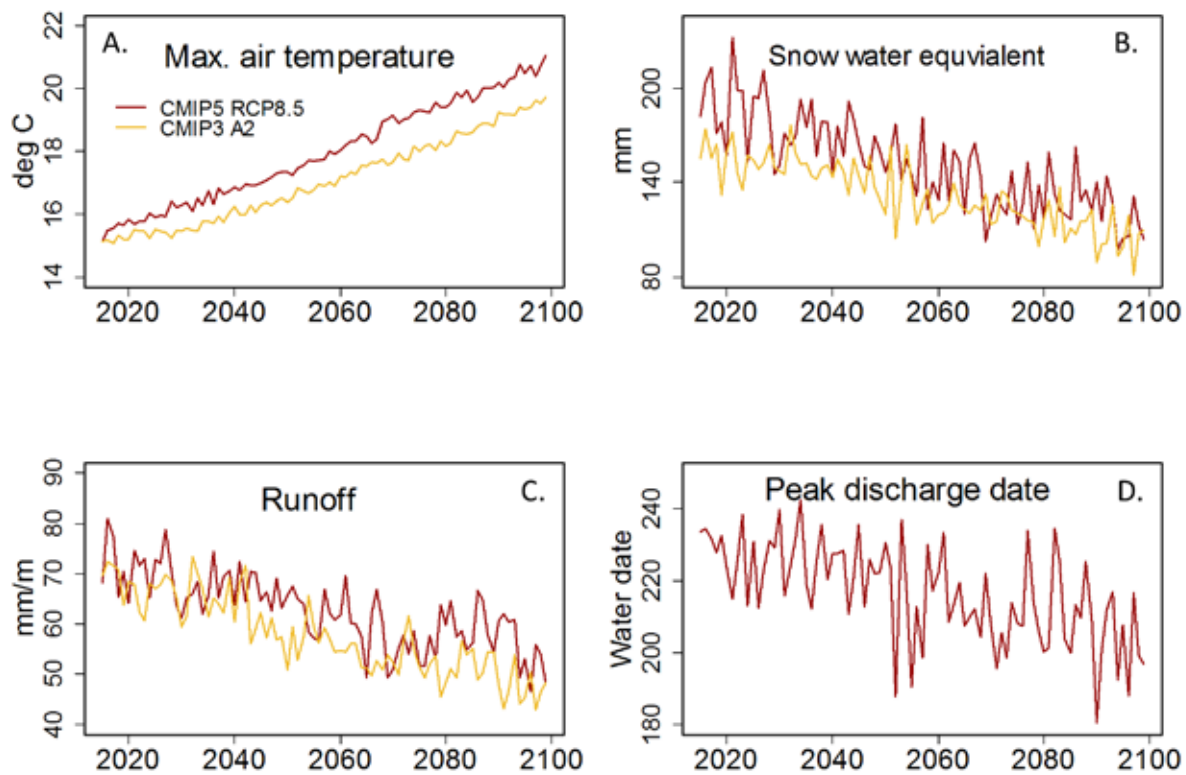 A.
Max. air temperature
CMIP5 RCP8.5
CMIP3 A2
deg C
22
20
18
16
14
2020 2040 2060 2080 2100
B.
Snow water equvialent
mm
200
140
80
2020 2040 2060 2080 2100
C.
Runoff
mm/m
90
80
70
60
50
40
2020 2040 2060 2080 2100
D.
Peak discharge date
Water date
240
220
200
180
2020 2040 2060 2080 2100